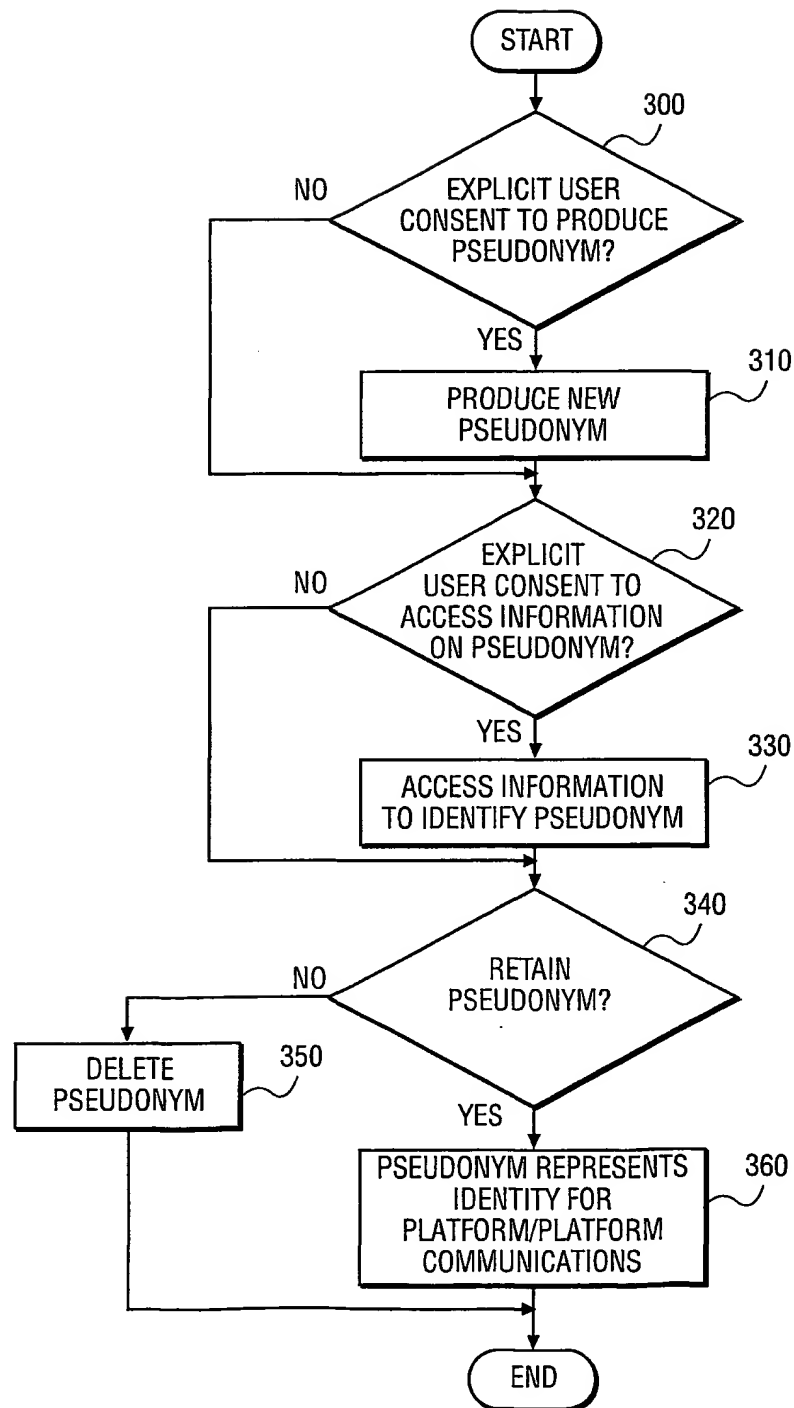 START
300
NO
EXPLICIT USER
CONSENT TO PRODUCE
PSEUDONYM?
YES
310
PRODUCE NEW
PSEUDONYM
320
NO
EXPLICIT
USER CONSENT TO
ACCESS INFORMATION
ON PSEUDONYM?
YES
330
ACCESS INFORMATION
TO IDENTIFY PSEUDONYM
340
NO
RETAIN
PSEUDONYM?
350
DELETE
PSEUDONYM
YES
360
PSEUDONYM REPRESENTS
IDENTITY FOR
PLATFORM/PLATFORM
COMMUNICATIONS
END